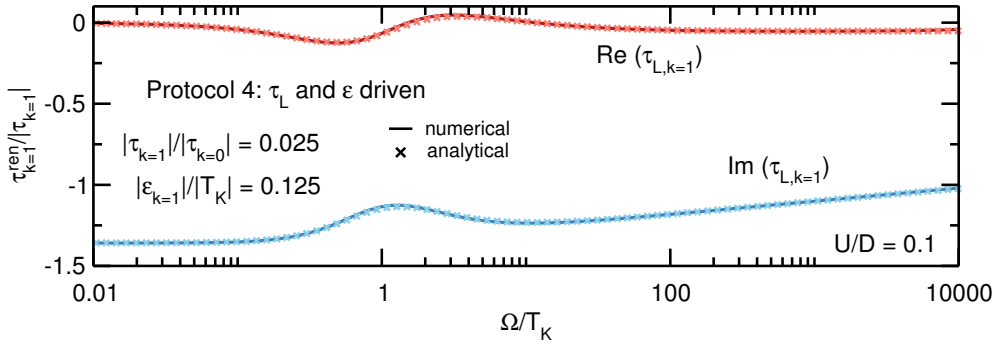 0
-0.5
-1
-1.5
τ_{k=1}^{ren}/|τ_{k=1}|
Re (τ_{L,k=1})
Protocol 4: τ_L and ε driven
|τ_{k=1}|/|τ_{k=0}| = 0.025
|ε_{k=1}|/|T_K| = 0.125
numerical
analytical
Im (τ_{L,k=1})
U/D = 0.1
0.01 1 100 10000
Ω/T_K